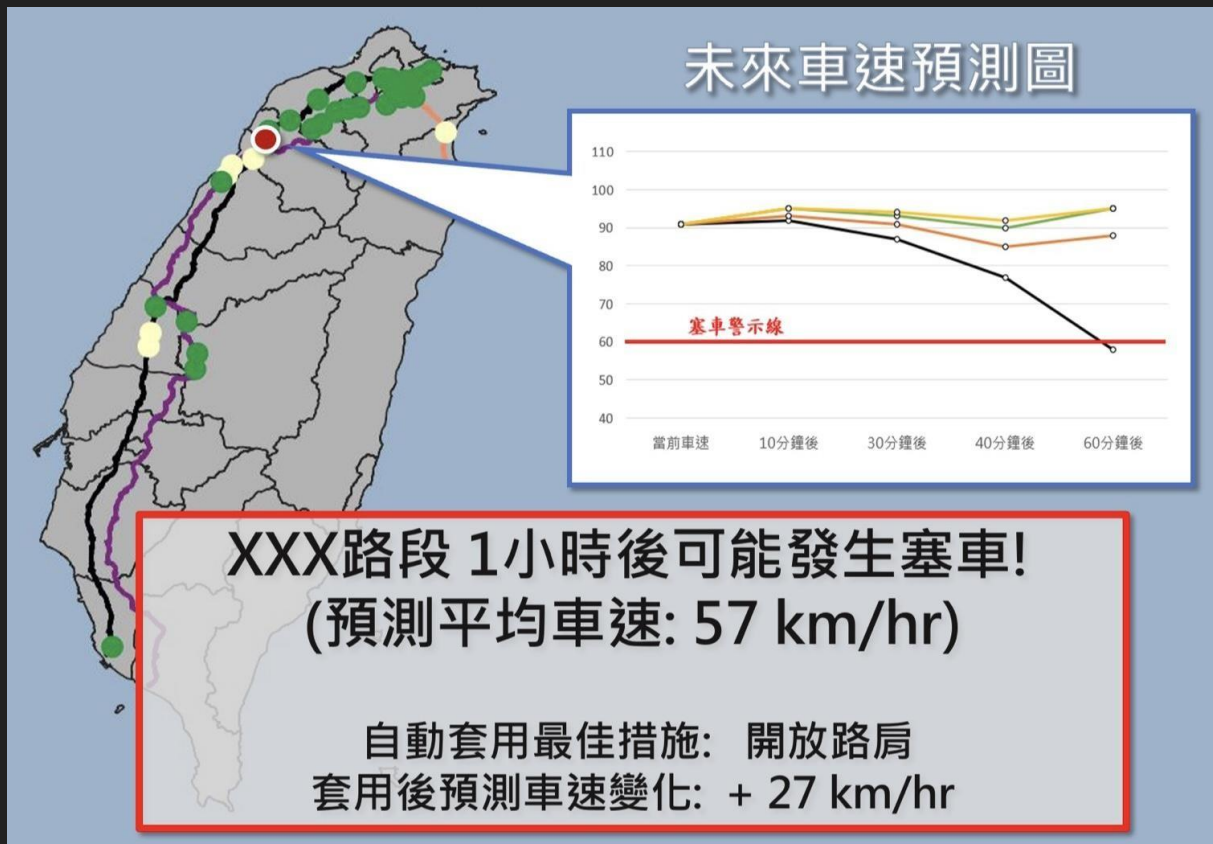 未來車速預測圖
110
100
90
80
70
60
50
40
塞車警示線
當前車速 10分鐘後 30分鐘後 40分鐘後 60分鐘後
XXX路段 1小時後可能發生塞車!
(預測平均車速: 57 km/hr)
自動套用最佳措施: 開放路肩
套用後預測車速變化: + 27 km/hr